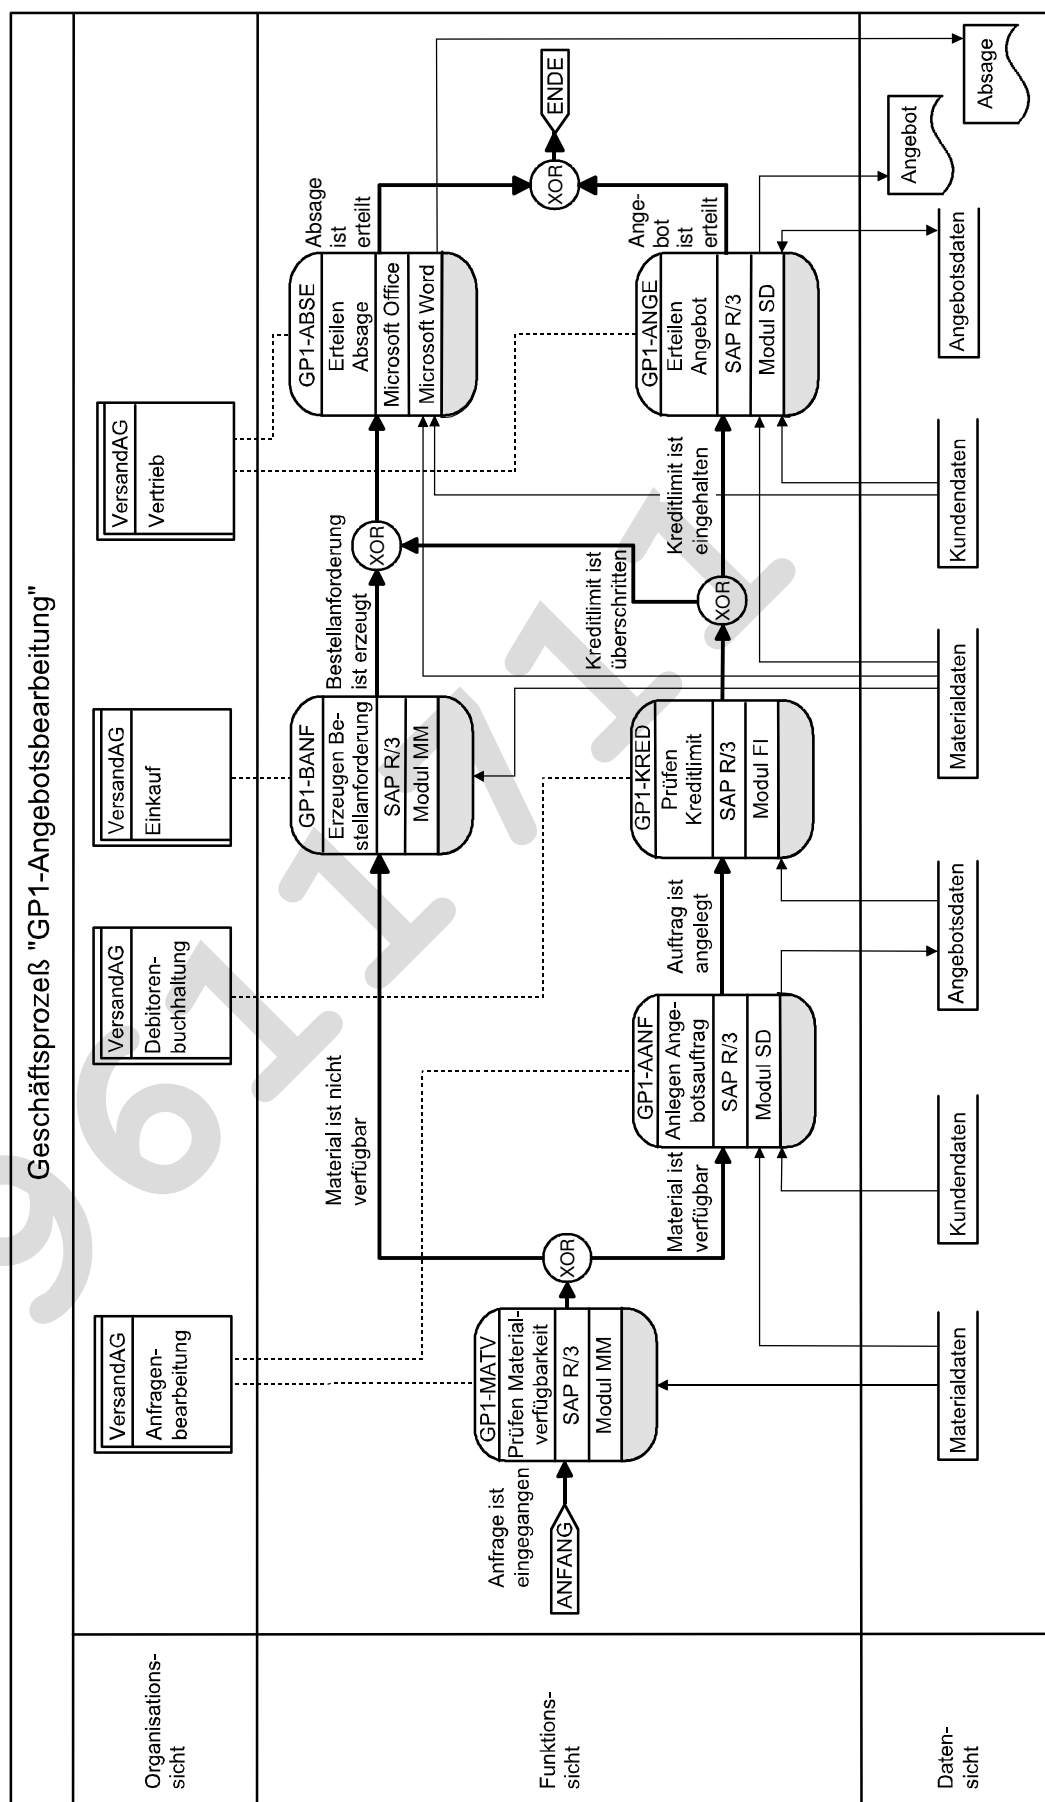 Geschäftsprozeß "GP1-Angebotsbearbeitung"
Organisations-
sicht
VersandAG
Anfragen-
bearbeitung
VersandAG
Debitoren-
buchhaltung
VersandAG
Einkauf
VersandAG
Vertrieb
Funktions-
sicht
ANFANG
Anfrage ist
eingegangen
GP1-MATV
Prüfen Material-
verfügbarkeit
SAP R/3
Modul MM
XOR
Material ist nicht
verfügbar
Material ist
verfügbar
GP1-AANF
Anlegen Ange-
botsauftrag
SAP R/3
Modul SD
Auftrag ist
angelegt
GP1-BANF
Erzeugen Be-
stellanforderung
SAP R/3
Modul MM
Bestellanforderung
ist erzeugt
GP1-KRED
Prüfen
Kreditlimit
SAP R/3
Modul FI
XOR
Kreditlimit ist
überschritten
XOR
Kreditlimit ist
eingehalten
GP1-ABSE
Erteilen
Absage
Microsoft Office
Microsoft Word
Absage
ist
erteilt
GP1-ANGE
Erteilen
Angebot
SAP R/3
Modul SD
Ange-
bot
ist
erteilt
XOR
ENDE
Daten-
sicht
Materialdaten
Kundendaten
Angebotsdaten
Materialdaten
Kundendaten
Angebotsdaten
Angebot
Absage
9611711